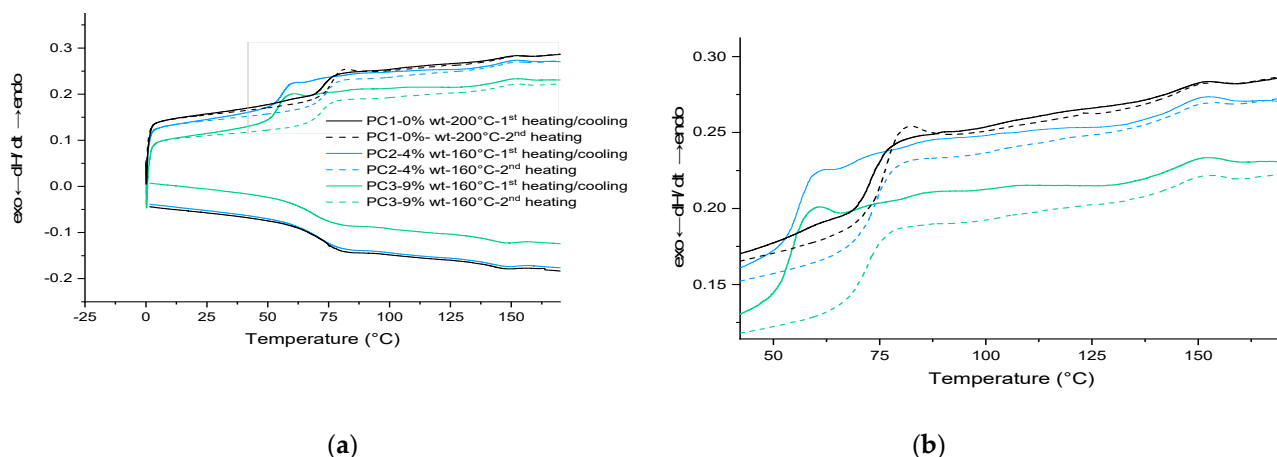 0.3
0.2
0.1
0.0
-0.1
-0.2
-25
0
25
50
75
100
125
150
Temperature (°C)
exo ← dH/dt → endo
PC1-0% wt-200°C-1st heating/cooling
PC1-0%- wt-200°C-2nd heating
PC2-4% wt-160°C-1st heating/cooling
PC2-4% wt-160°C-2nd heating
PC3-9% wt-160°C-1st heating/cooling
PC3-9% wt-160°C-2nd heating
(a)
0.30
0.25
0.20
0.15
50
75
100
125
150
Temperature (°C)
exo ← dH/dt → endo
(b)